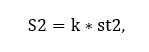 S2 = k * st2,